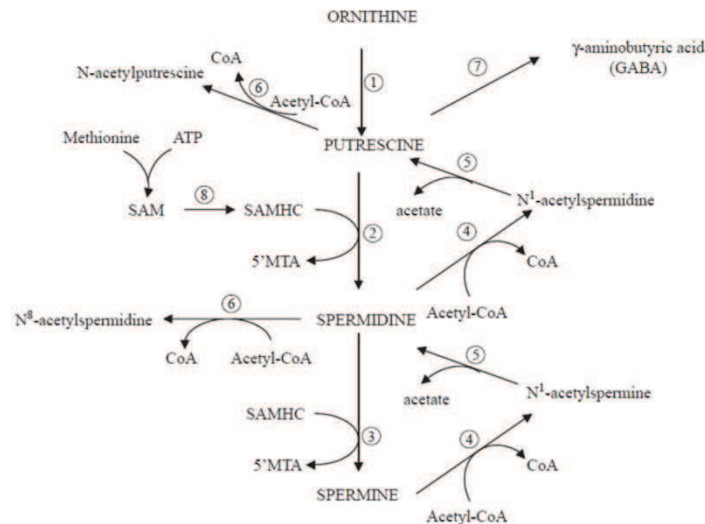 ORNITHINE
CoA
N-acetylputrescine
⑥
Acetyl-CoA
①
⑦
γ-aminobutyric acid
(GABA)
PUTRESCINE
Methionine
ATP
⑤
SAM
⑧
SAMHC
②
acetate
N¹-acetylspermidine
④
5'MTA
CoA
Acetyl-CoA
N⁸-acetylspermidine
⑥
SPERMIDINE
CoA
Acetyl-CoA
⑤
acetate
N¹-acetylspermine
SAMHC
③
④
5'MTA
CoA
SPERMINE
Acetyl-CoA